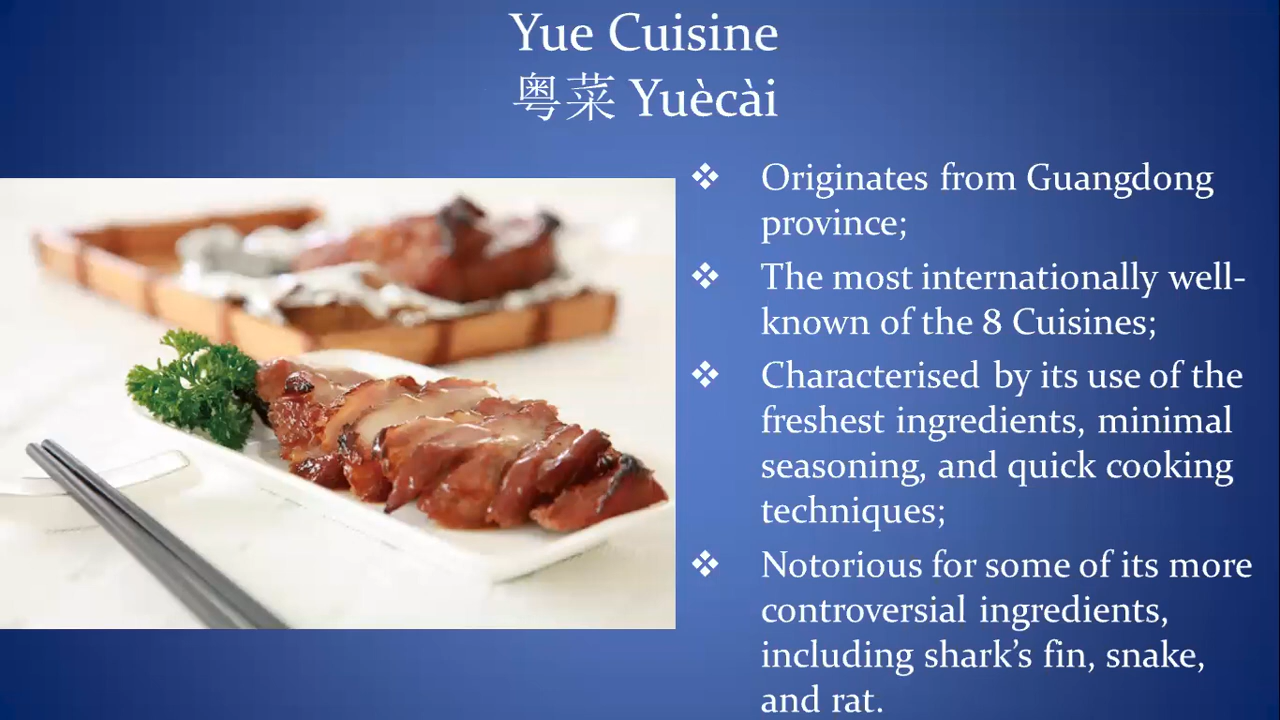 Yue Cuisine
粤菜 Yuècài
❖ Originates from Guangdong
province;
❖ The most internationally well-
known of the 8 Cuisines;
❖ Characterised by its use of the
freshest ingredients, minimal
seasoning, and quick cooking
techniques;
❖ Notorious for some of its more
controversial ingredients,
including shark’s fin, snake,
and rat.